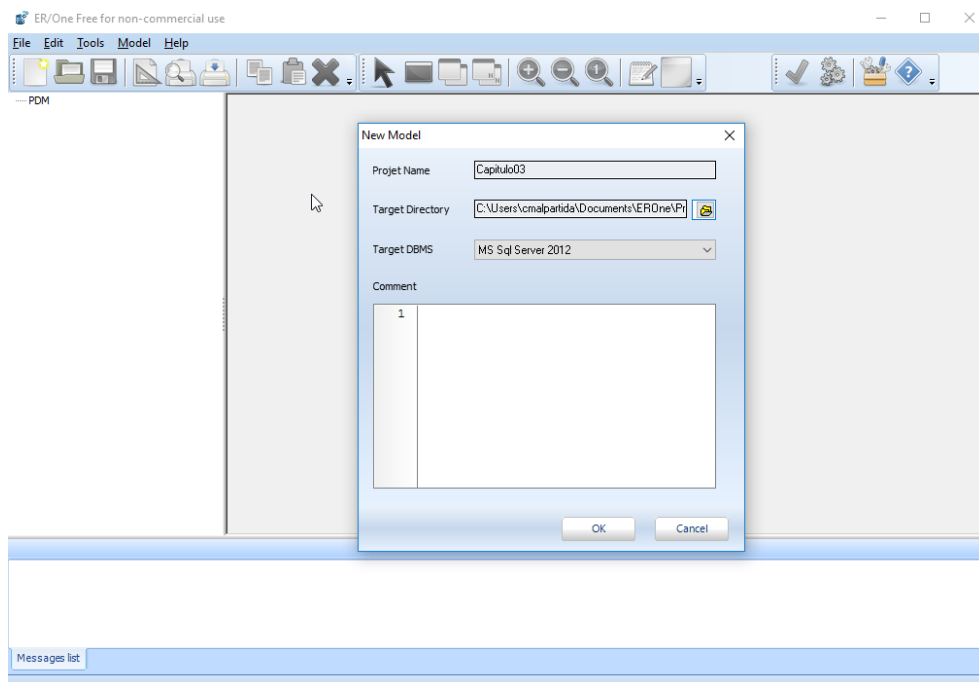 ER/One Free for non-commercial use
File Edit Tools Model Help
PDM
New Model
Projet Name
Capitulo03
Target Directory
C:\Users\cmalpartida\Documents\EROne\Pr
Target DBMS
MS Sql Server 2012
Comment
1
OK Cancel
Messages list